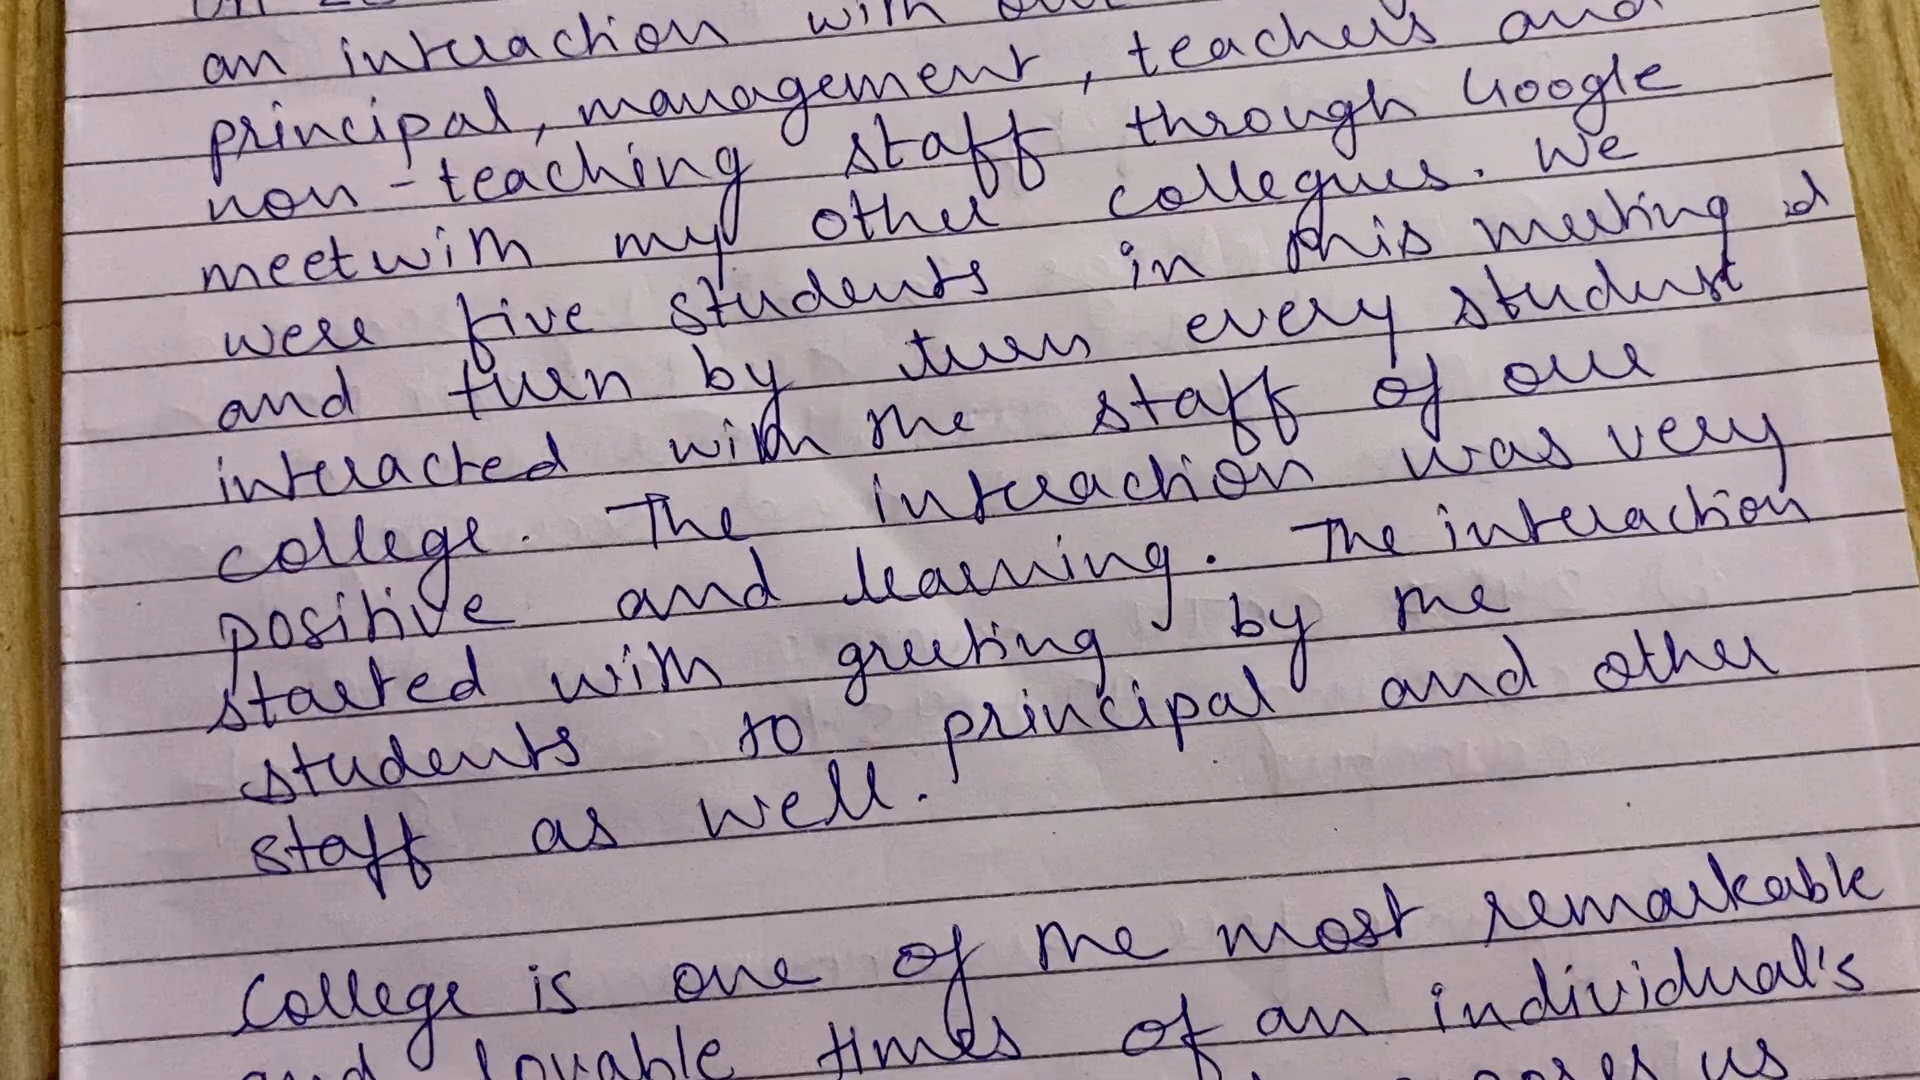 an interaction with our
principal, management, teachers and
non-teaching staff through Google
meet with my other collegues. We
were five students in this meeting
and turn by turn every student
interacted with the staff of our
college. The interaction was very
positive and learning. The interaction
started with greeting by the
students to principal and other
staff as well.
College is one of the most remarkable
and lovable times of an individual's
us